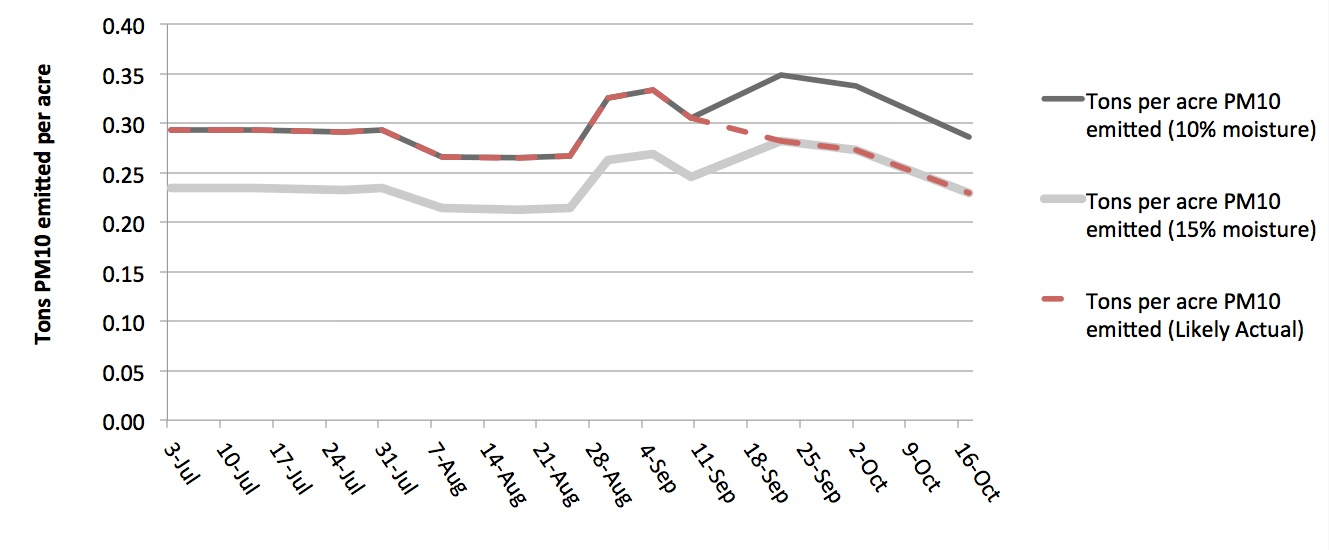 Tons PM10 emitted per acre
0.40
0.35
0.30
0.25
0.20
0.15
0.10
0.05
0.00
3-Jul
10-Jul
17-Jul
24-Jul
31-Jul
7-Aug
14-Aug
21-Aug
28-Aug
4-Sep
11-Sep
18-Sep
25-Sep
2-Oct
9-Oct
16-Oct
Tons per acre PM10
emitted (10% moisture)
Tons per acre PM10
emitted (15% moisture)
Tons per acre PM10
emitted (Likely Actual)